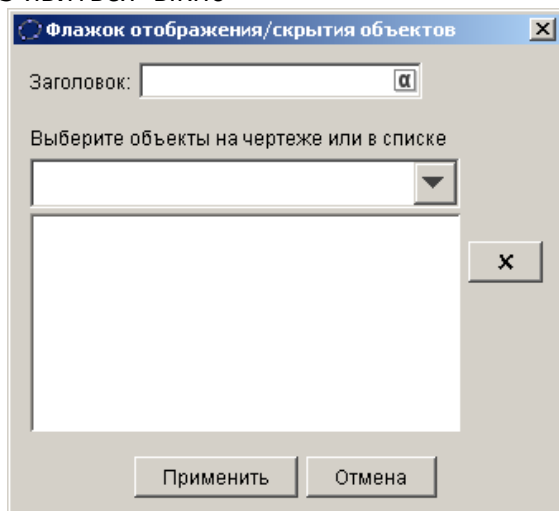 Флажок отображения/скрытия объектов
Заголовок: α
Выберите объекты на чертеже или в списке
Применить Отмена